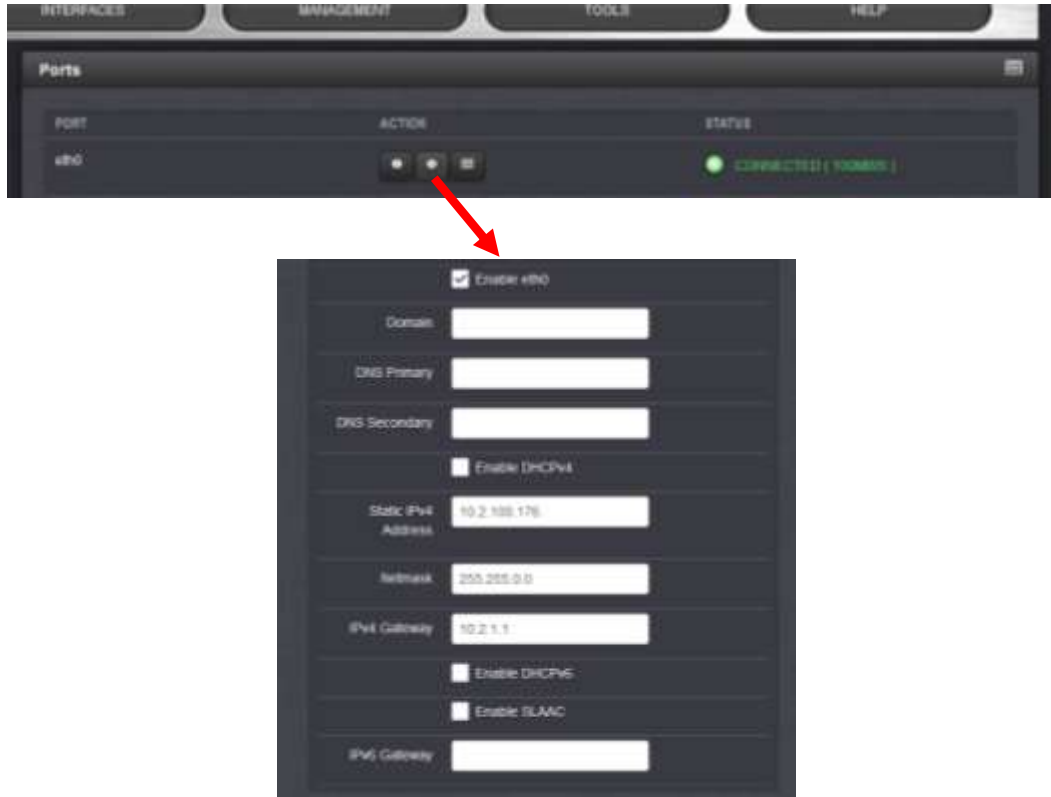 INTERFACES MANAGEMENT TOOLS HELP
Ports
PORT ACTION STATUS
eth0 CONNECTED ( 100MB/S )
Enable eth0
Domain
DNS Primary
DNS Secondary
Enable DHCPv4
Static IPv4 10.2.100.176
Address
Netmask 255.255.0.0
IPv4 Gateway 10.2.1.1
Enable DHCPv6
Enable SLAAC
IPv6 Gateway